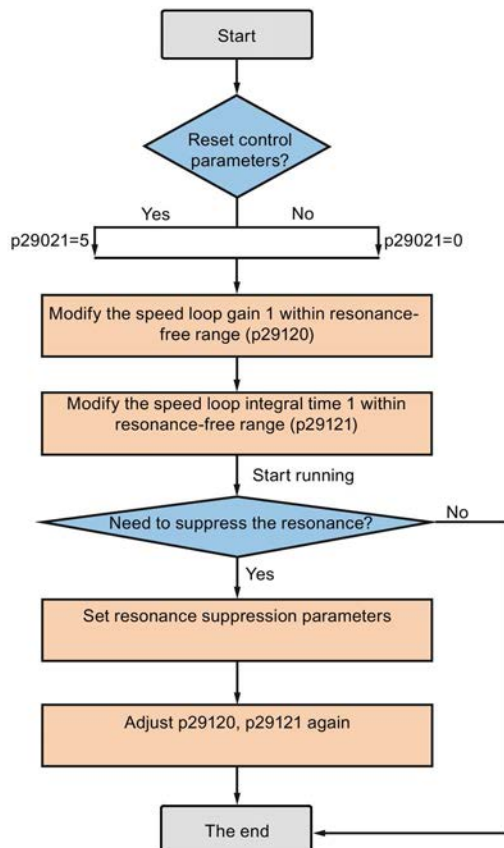 Start
Reset control
parameters?
Yes
No
p29021=5
p29021=0
Modify the speed loop gain 1 within resonance-
free range (p29120)
Modify the speed loop integral time 1 within
resonance-free range (p29121)
Start running
Need to suppress the resonance?
No
Yes
Set resonance suppression parameters
Adjust p29120, p29121 again
The end